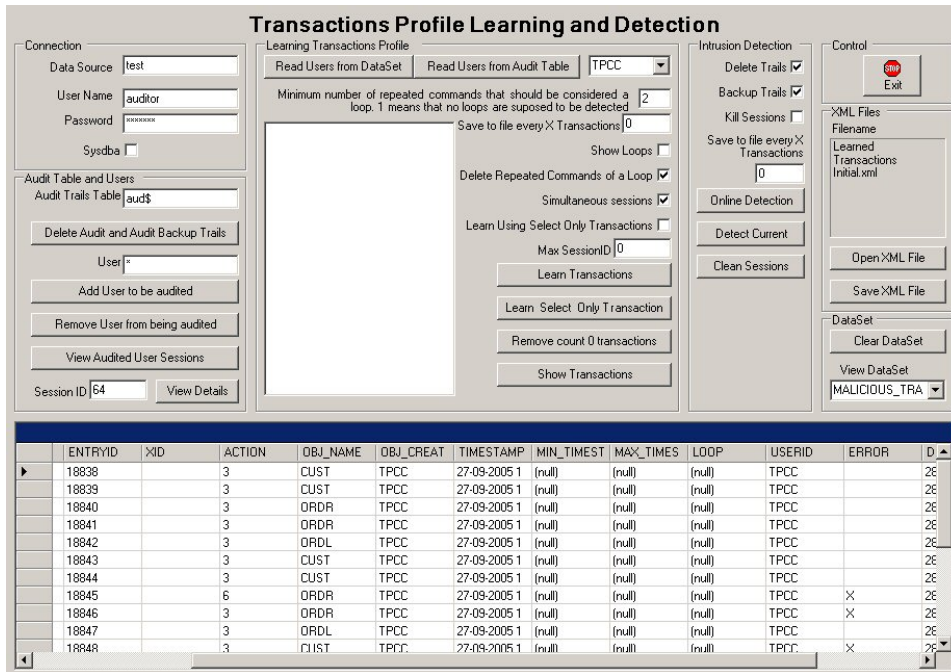 Transactions Profile Learning and Detection
Connection
Data Source test
User Name auditor
Password xxxxxxx
Sysdba
Audit Table and Users
Audit Trails Table aud$
Delete Audit and Audit Backup Trails
User *
Add User to be audited
Remove User from being audited
View Audited User Sessions
Session ID 64 View Details
Learning Transactions Profile
Read Users from DataSet Read Users from Audit Table TPCC
Minimum number of repeated commands that should be considered a
loop. 1 means that no loops are suposed to be detected 2
Save to file every X Transactions 0
Show Loops
Delete Repeated Commands of a Loop
Simultaneous sessions
Learn Using Select Only Transactions
Max SessionID 0
Learn Transactions
Learn Select Only Transaction
Remove count 0 transactions
Show Transactions
Intrusion Detection
Delete Trails
Backup Trails
Kill Sessions
Save to file every X
Transactions
0
Online Detection
Detect Current
Clean Sessions
Control
STOP
Exit
XML Files
Filename
Learned
Transactions
Initial.xml
Open XML File
Save XML File
DataSet
Clear DataSet
View DataSet
MALICIOUS_TRA
ENTRYID XID ACTION OBJ_NAME OBJ_CREAT TIMESTAMP MIN_TIMEST MAX_TIMES LOOP USERID ERROR D
18838 3 CUST TPCC 27-09-2005 1 (null) (null) (null) TPCC 28
18839 3 CUST TPCC 27-09-2005 1 (null) (null) (null) TPCC 28
18840 3 ORDR TPCC 27-09-2005 1 (null) (null) (null) TPCC 28
18841 3 ORDR TPCC 27-09-2005 1 (null) (null) (null) TPCC 28
18842 3 ORDL TPCC 27-09-2005 1 (null) (null) (null) TPCC 28
18843 3 CUST TPCC 27-09-2005 1 (null) (null) (null) TPCC 28
18844 3 CUST TPCC 27-09-2005 1 (null) (null) (null) TPCC 28
18845 6 ORDR TPCC 27-09-2005 1 (null) (null) (null) TPCC X 28
18846 3 ORDR TPCC 27-09-2005 1 (null) (null) (null) TPCC X 28
18847 3 ORDL TPCC 27-09-2005 1 (null) (null) (null) TPCC 28
18848 3 CUST TPCC 27-09-2005 1 (null) (null) (null) TPCC X 28